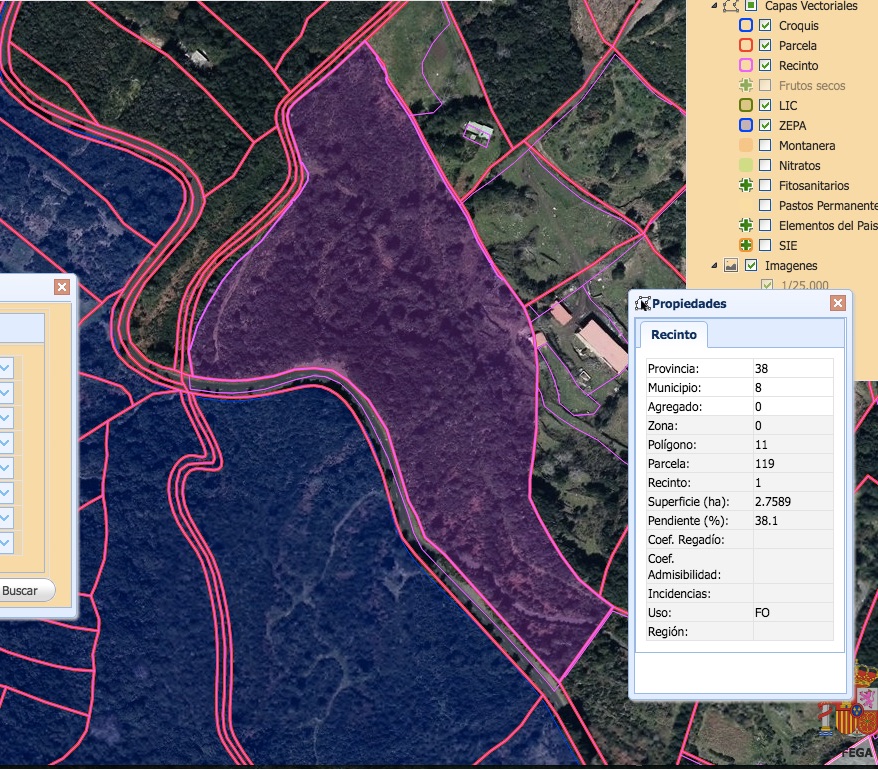 Capas Vectoriales
Croquis
Parcela
Recinto
Frutos secos
LIC
ZEPA
Montanera
Nitratos
Fitosanitarios
Pastos Permanente
Elementos del Pais
SIE
Imagenes
1/25.000
Buscar
Propiedades
Recinto
Provincia: 38
Municipio: 8
Agregado: 0
Zona: 0
Polígono: 11
Parcela: 119
Recinto: 1
Superficie (ha): 2.7589
Pendiente (%): 38.1
Coef. Regadío:
Coef.
Admisibilidad:
Incidencias:
Uso: FO
Región:
FEGA